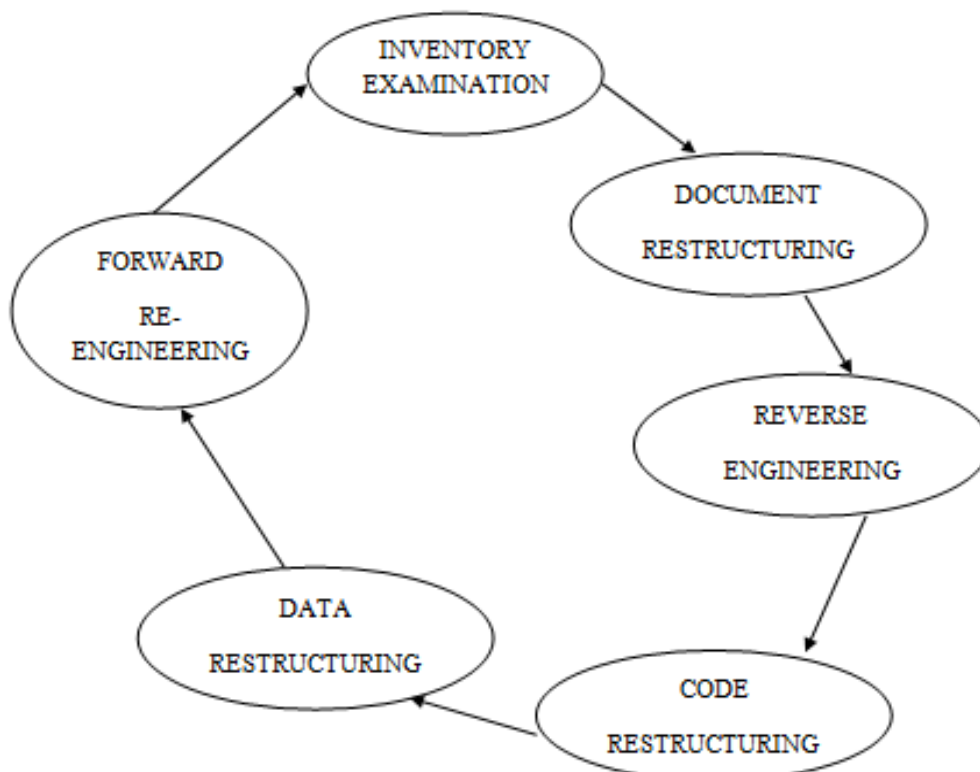 INVENTORY
EXAMINATION
DOCUMENT
RESTRUCTURING
REVERSE
ENGINEERING
CODE
RESTRUCTURING
DATA
RESTRUCTURING
FORWARD
RE-
ENGINEERING